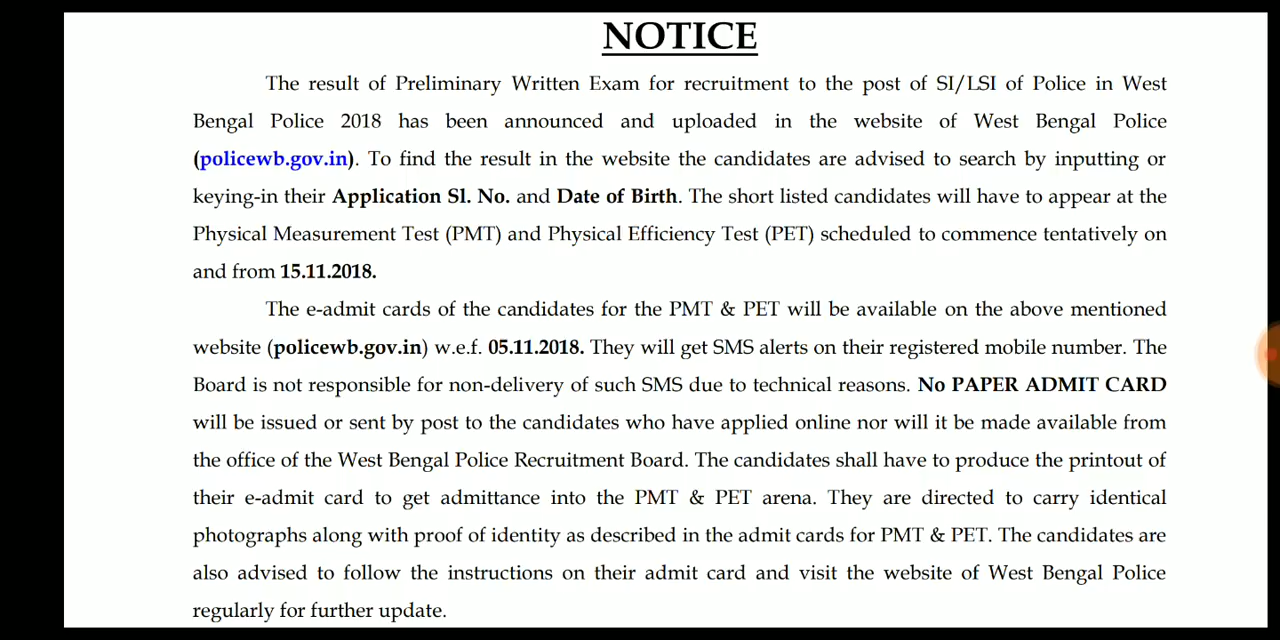 NOTICE
The result of Preliminary Written Exam for recruitment to the post of SI/LSI of Police in West
Bengal Police 2018 has been announced and uploaded in the website of West Bengal Police
(policewb.gov.in). To find the result in the website the candidates are advised to search by inputting or
keying-in their Application Sl. No. and Date of Birth. The short listed candidates will have to appear at the
Physical Measurement Test (PMT) and Physical Efficiency Test (PET) scheduled to commence tentatively on
and from 15.11.2018.
The e-admit cards of the candidates for the PMT & PET will be available on the above mentioned
website (policewb.gov.in) w.e.f. 05.11.2018. They will get SMS alerts on their registered mobile number. The
Board is not responsible for non-delivery of such SMS due to technical reasons. No PAPER ADMIT CARD
will be issued or sent by post to the candidates who have applied online nor will it be made available from
the office of the West Bengal Police Recruitment Board. The candidates shall have to produce the printout of
their e-admit card to get admittance into the PMT & PET arena. They are directed to carry identical
photographs along with proof of identity as described in the admit cards for PMT & PET. The candidates are
also advised to follow the instructions on their admit card and visit the website of West Bengal Police
regularly for further update.